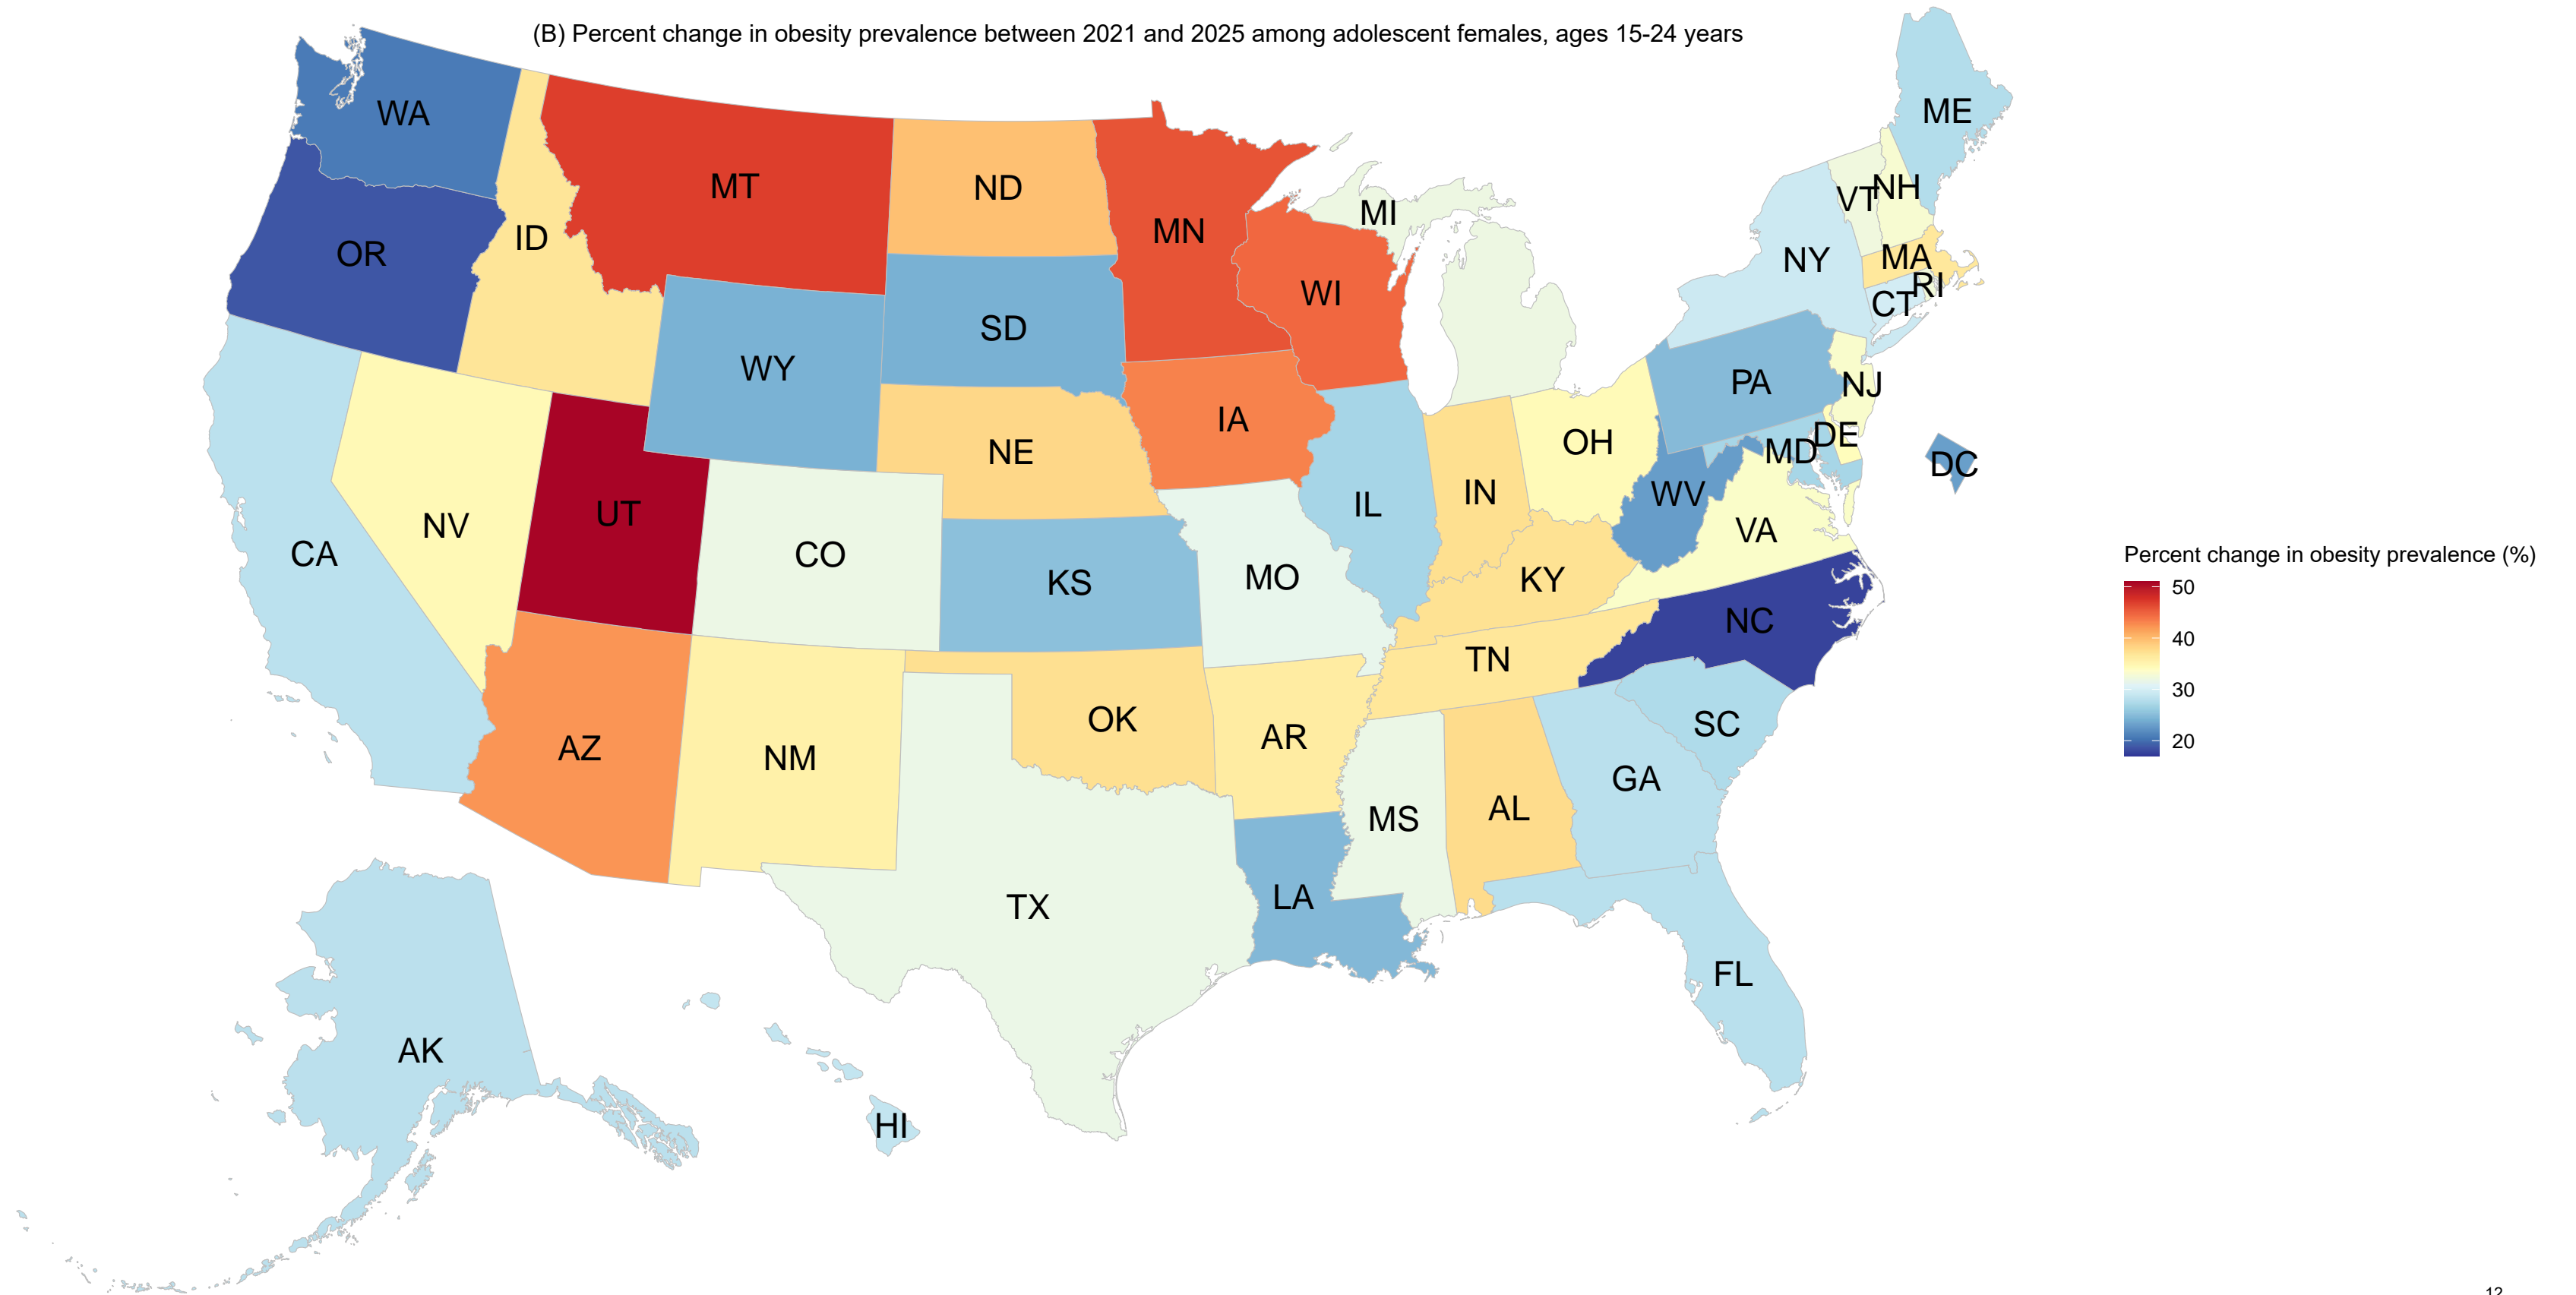 (B) Percent change in obesity prevalence between 2021 and 2025 among adolescent females, ages 15-24 years
WA
ME
MT
ND
MN
MI
VT
NH
OR
ID
WI
NY
MA
RI
CT
SD
WY
PA
NJ
IA
NE
OH
DE
MD
DC
IL
IN
WV
UT
NV
VA
CA
CO
KS
MO
KY
NC
TN
OK
AR
SC
AZ
NM
GA
MS
AL
LA
TX
FL
AK
HI
Percent change in obesity prevalence (%)
50
40
30
20
12